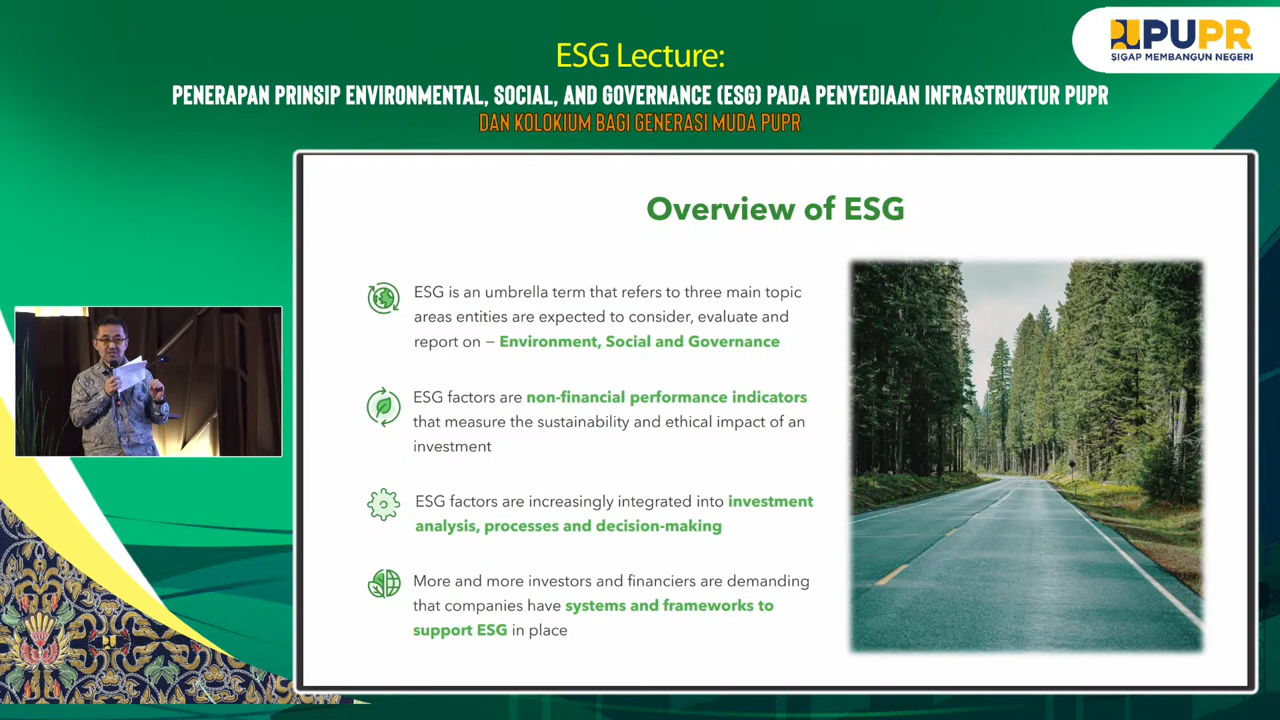 PUPR
SIGAP MEMBANGUN NEGERI
ESG Lecture:
PENERAPAN PRINSIP ENVIRONMENTAL, SOCIAL, AND GOVERNANCE (ESG) PADA PENYEDIAAN INFRASTRUKTUR PUPR
DAN KOLOKIUM BAGI GENERASI MUDA PUPR
Overview of ESG
ESG is an umbrella term that refers to three main topic
areas entities are expected to consider, evaluate and
report on – Environment, Social and Governance
ESG factors are non-financial performance indicators
that measure the sustainability and ethical impact of an
investment
ESG factors are increasingly integrated into investment
analysis, processes and decision-making
More and more investors and financiers are demanding
that companies have systems and frameworks to
support ESG in place